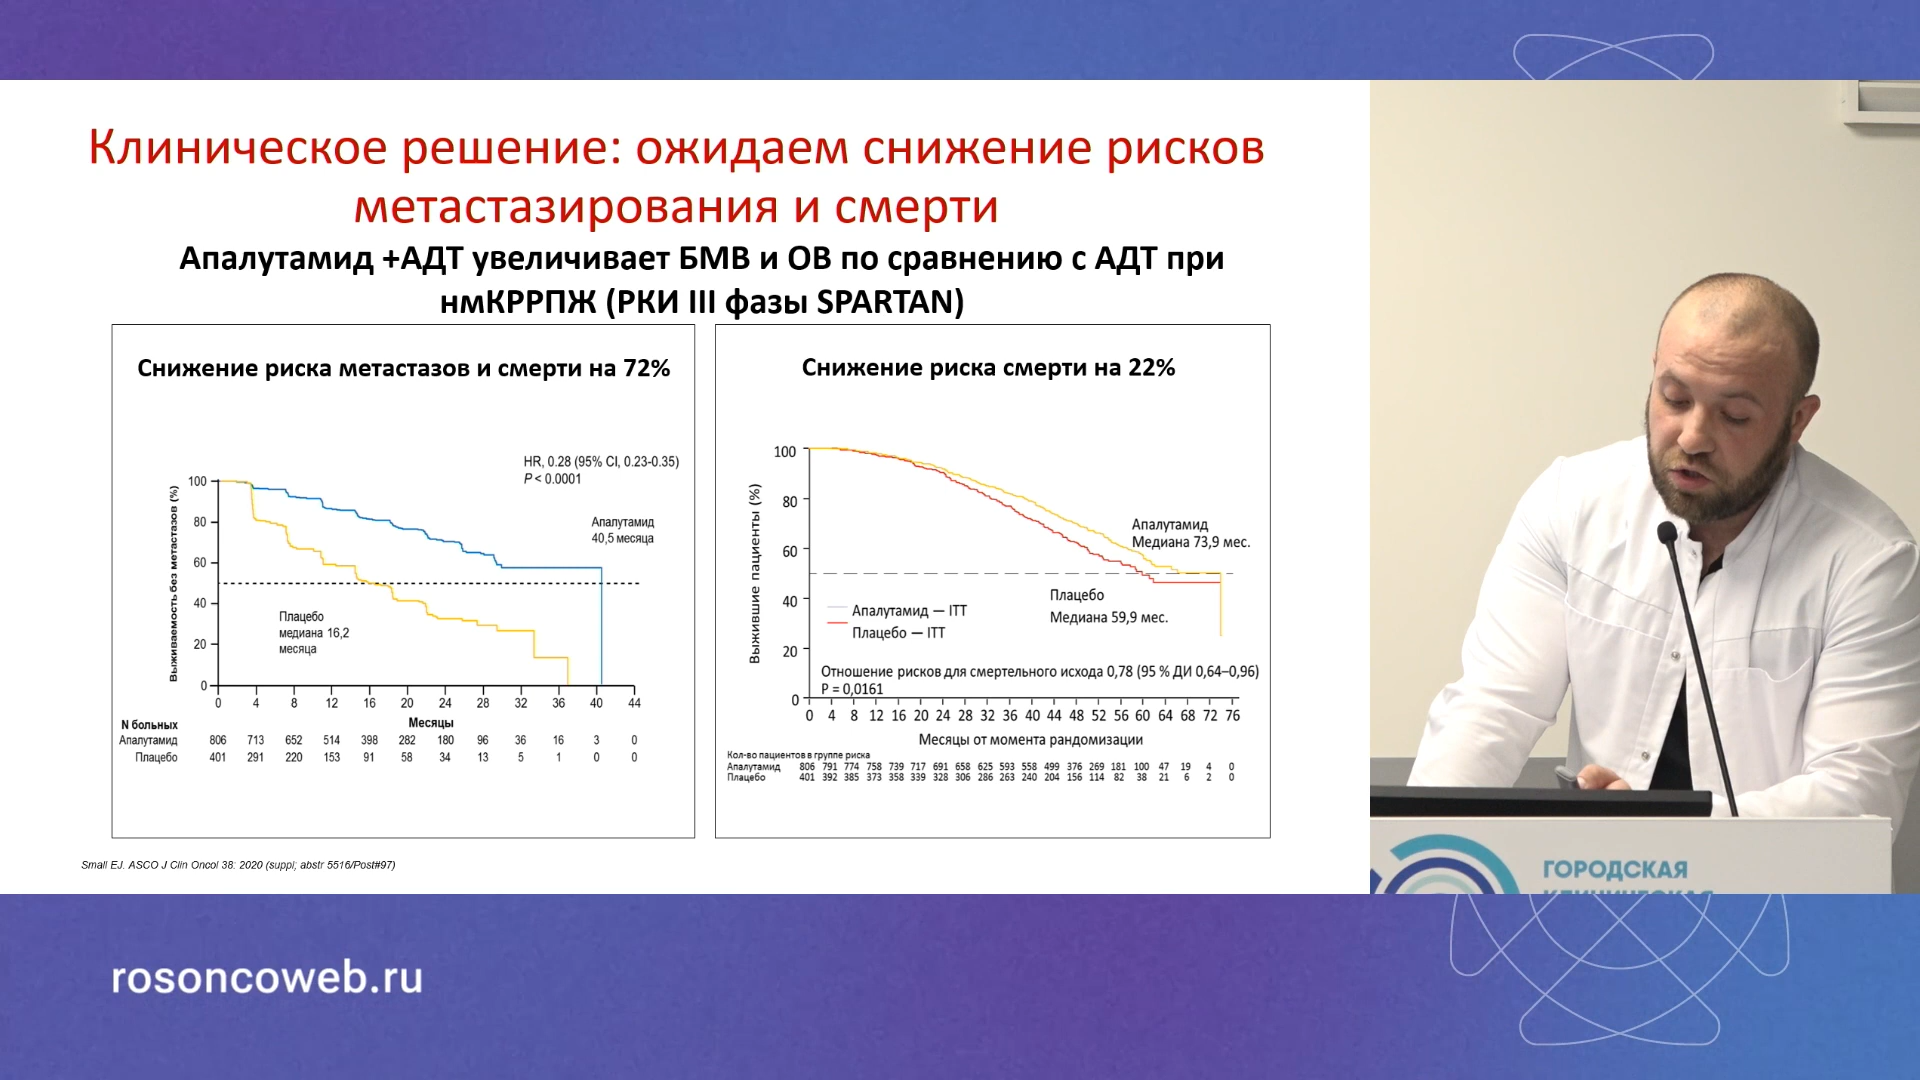 Клиническое решение: ожидаем снижение рисков
метастазирования и смерти
Апалутамид +АДТ увеличивает БМВ и ОВ по сравнению с АДТ при
нмКРРПЖ (РКИ III фазы SPARTAN)
Снижение риска метастазов и смерти на 72%
HR, 0.28 (95% CI, 0.23-0.35)
P < 0.0001
Выживаемость без метастазов (%)
100
80
60
40
20
0
Апалутамид
40,5 месяца
Плацебо
медиана 16,2
месяца
0 4 8 12 16 20 24 28 32 36 40 44
N больных
Месяцы
Апалутамид 806 713 652 514 398 282 180 96 36 16 3 0
Плацебо 401 291 220 153 91 58 34 13 5 1 0 0
Снижение риска смерти на 22%
Выжившие пациенты (%)
100
80
60
40
20
0
Апалутамид
Медиана 73,9 мес.
Плацебо
Медиана 59,9 мес.
Апалутамид — ITT
Плацебо — ITT
Отношение рисков для смертельного исхода 0,78 (95 % ДИ 0,64–0,96)
P = 0,0161
0 4 8 12 16 20 24 28 32 36 40 44 48 52 56 60 64 68 72 76
Месяцы от момента рандомизации
Кол-во пациентов в группе риска
Апалутамид 806 791 774 758 739 717 691 658 625 593 558 499 376 269 181 100 47 19 4 0
Плацебо 401 392 385 373 358 339 328 306 286 263 240 204 156 114 82 38 21 6 2 0
Small EJ. ASCO J Clin Oncol 38: 2020 (suppl; abstr 5516/Post#97)
ГОРОДСКАЯ
rosoncoweb.ru